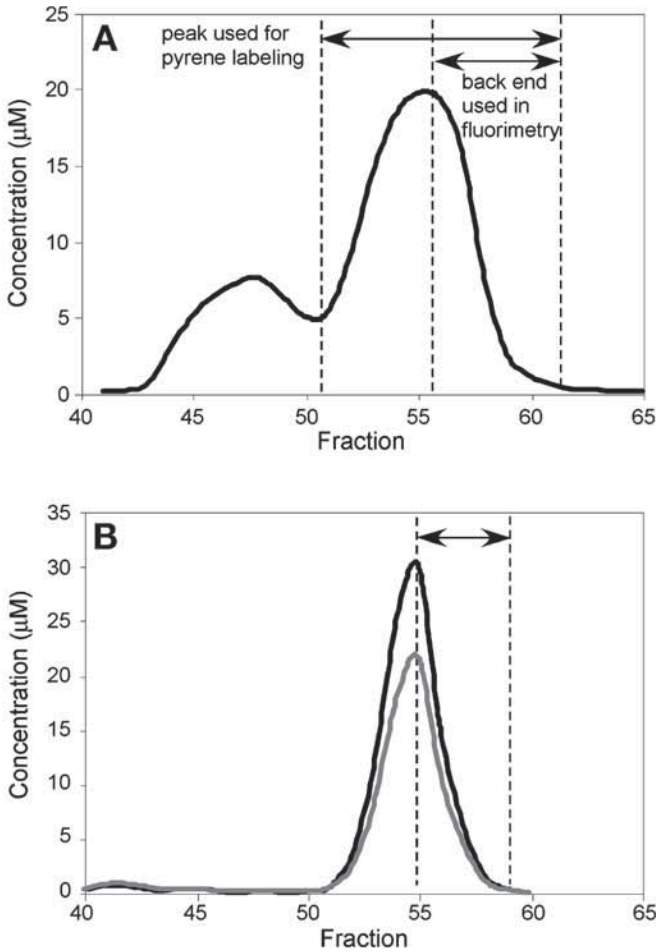 A
peak used for
pyrene labeling
back end
used in
fluorimetry
Concentration (μM)
25
20
15
10
5
0
40 45 50 55 60 65
Fraction
B
Concentration (μM)
35
30
25
20
15
10
5
0
40 45 50 55 60 65
Fraction